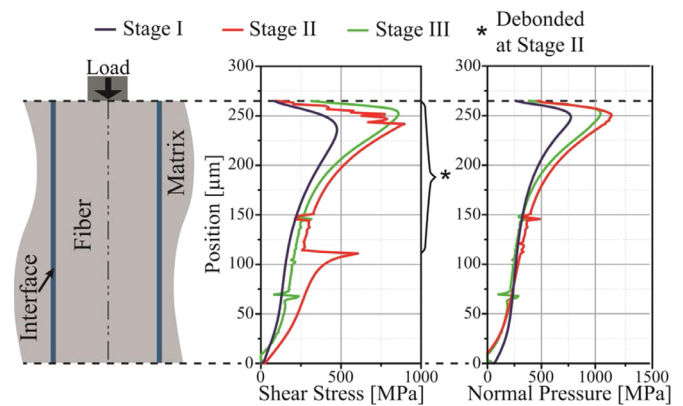 Stage I
Stage II
Stage III
* Debonded
at Stage II
Load
Fiber
Matrix
Interface
Position [µm]
300
250
200
150
100
50
0
0
500
1000
Shear Stress [MPa]
*
300
250
200
150
100
50
0
0
500
1000
1500
Normal Pressure [MPa]